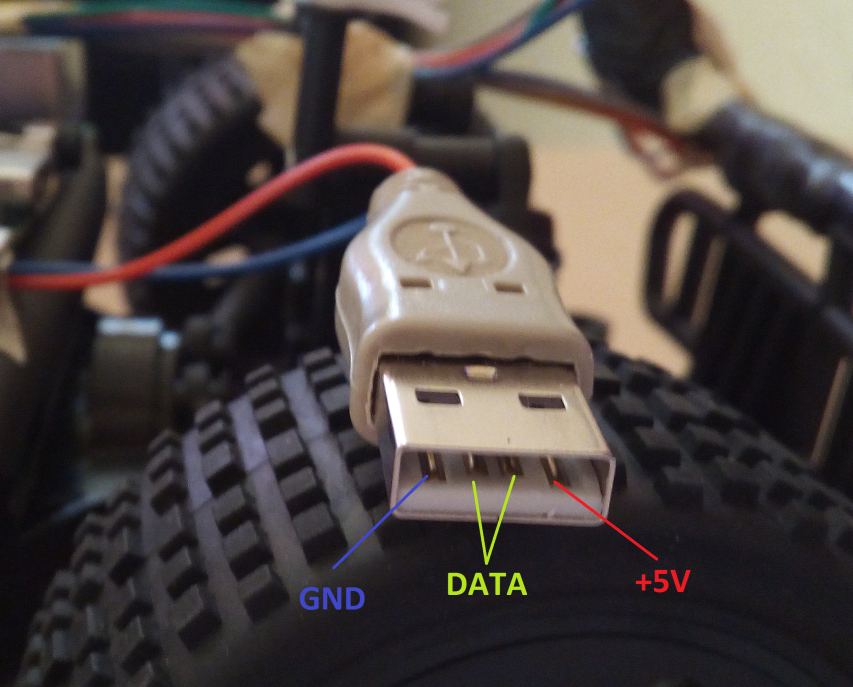 GND
DATA
+5V